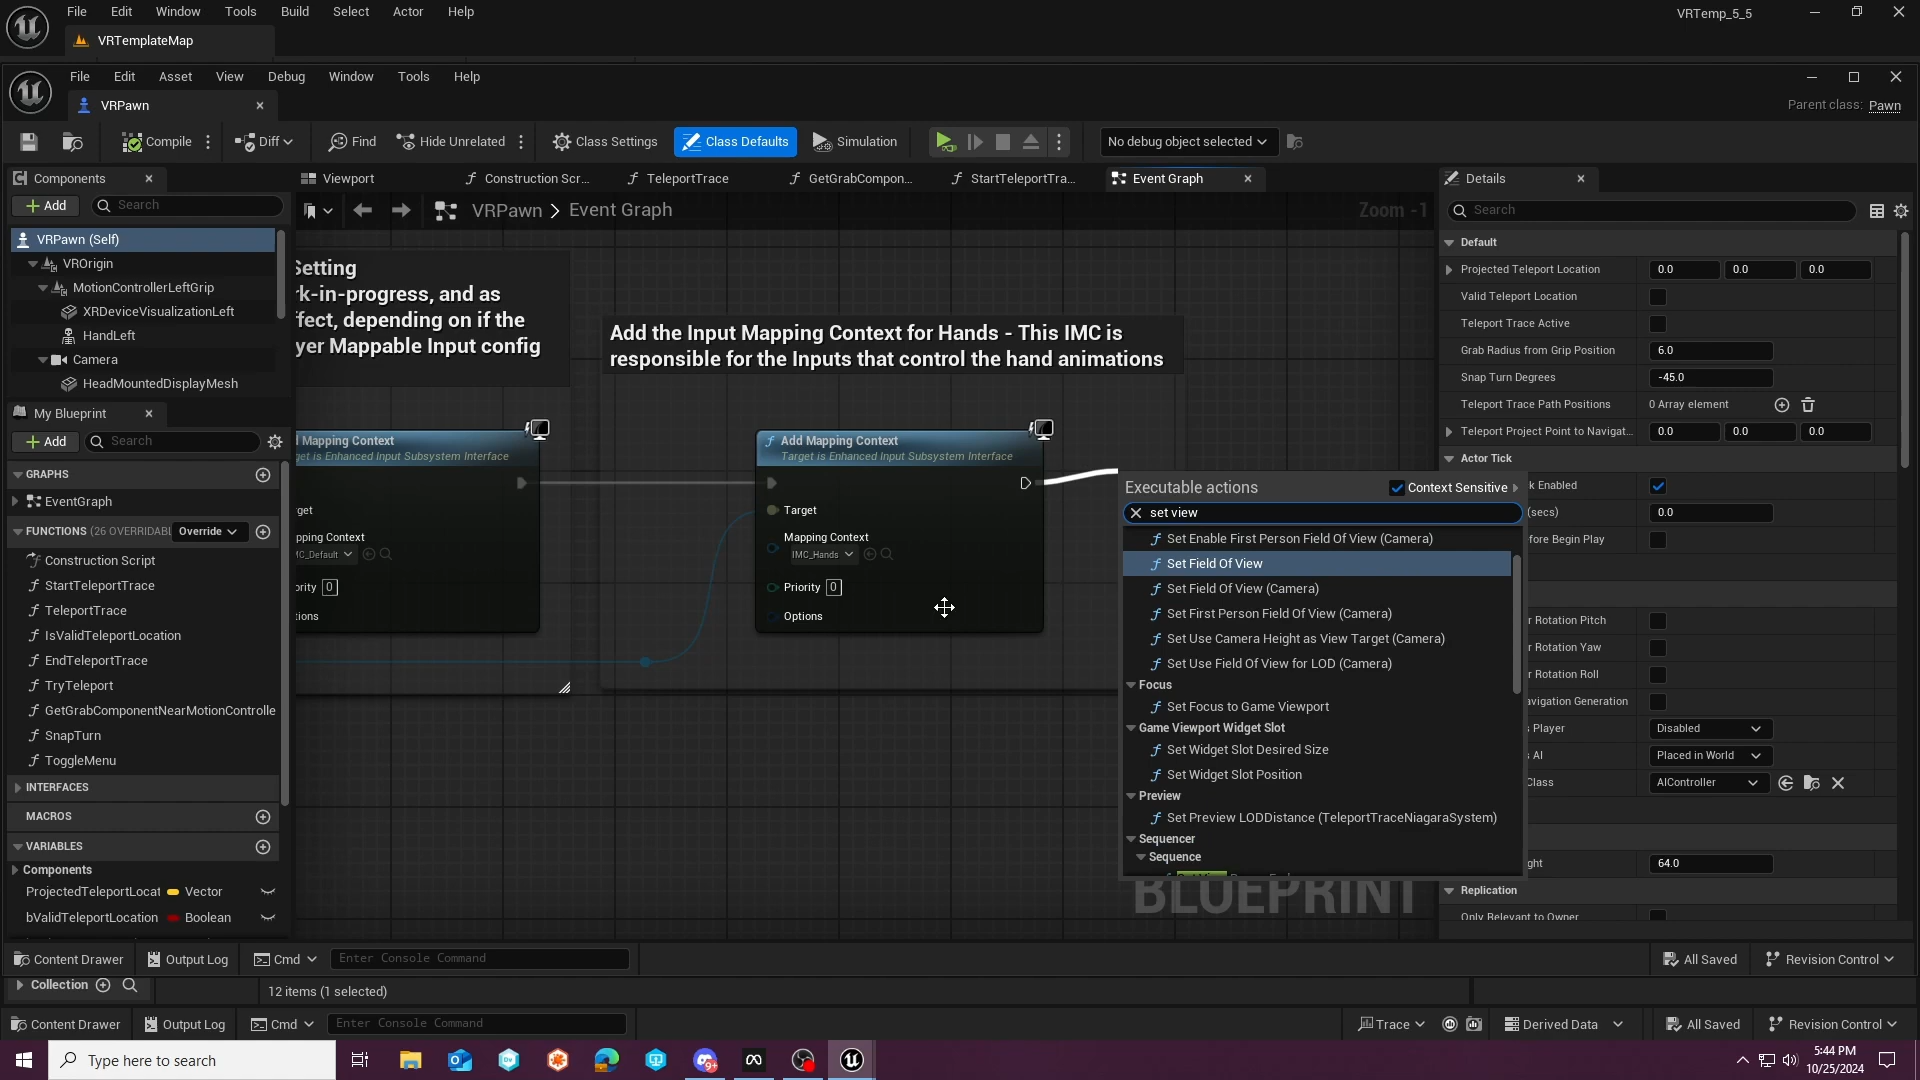 File Edit Window Tools Build Select Actor Help VRTemp_5_5
VRTemplateMap
File Edit Asset View Debug Window Tools Help
VRPawn Parent class: Pawn
Compile Diff Find Hide Unrelated Class Settings Class Defaults Simulation No debug object selected
Components Viewport Construction Scr... TeleportTrace GetGrabCompon... StartTeleportTra... Event Graph Details
Add Search VRPawn > Event Graph Zoom -1 Search
VRPawn (Self)
VROrigin
MotionControllerLeftGrip
XRDeviceVisualizationLeft
HandLeft
Camera
HeadMountedDisplayMesh
My Blueprint
Add Search
GRAPHS
EventGraph
FUNCTIONS (26 OVERRIDABL Override
Construction Script
StartTeleportTrace
TeleportTrace
IsValidTeleportLocation
EndTeleportTrace
TryTeleport
GetGrabComponentNearMotionControlle
SnapTurn
ToggleMenu
INTERFACES
MACROS
VARIABLES
Components
ProjectedTeleportLocat Vector
bValidTeleportLocation Boolean
Setting
rk-in-progress, and as
ffect, depending on if the
yer Mappable Input config
Add the Input Mapping Context for Hands - This IMC is
responsible for the Inputs that control the hand animations
d Mapping Context
get is Enhanced Input Subsystem Interface
rget
pping Context
MC_Default
ority 0
tions
Add Mapping Context
Target is Enhanced Input Subsystem Interface
Target
Mapping Context
IMC_Hands
Priority 0
Options
Executable actions Context Sensitive
set view
Set Enable First Person Field Of View (Camera)
Set Field Of View
Set Field Of View (Camera)
Set First Person Field Of View (Camera)
Set Use Camera Height as View Target (Camera)
Set Use Field Of View for LOD (Camera)
Focus
Set Focus to Game Viewport
Game Viewport Widget Slot
Set Widget Slot Desired Size
Set Widget Slot Position
Preview
Set Preview LODDistance (TeleportTraceNiagaraSystem)
Sequencer
Sequence
BLUEPRINT
Default
Projected Teleport Location 0.0 0.0 0.0
Valid Teleport Location
Teleport Trace Active
Grab Radius from Grip Position 6.0
Snap Turn Degrees -45.0
Teleport Trace Path Positions 0 Array element
Teleport Project Point to Navigat... 0.0 0.0 0.0
Actor Tick
k Enabled
(secs) 0.0
efore Begin Play
r Rotation Pitch
r Rotation Yaw
r Rotation Roll
avigation Generation
s Player Disabled
s AI Placed in World
Class AIController
ght 64.0
Replication
Only Relevant to Owner
Content Drawer Output Log Cmd Enter Console Command All Saved Revision Control
Collection 12 items (1 selected)
Content Drawer Output Log Cmd Enter Console Command Trace Derived Data All Saved Revision Control
Type here to search 9+ 5:44 PM
10/25/2024